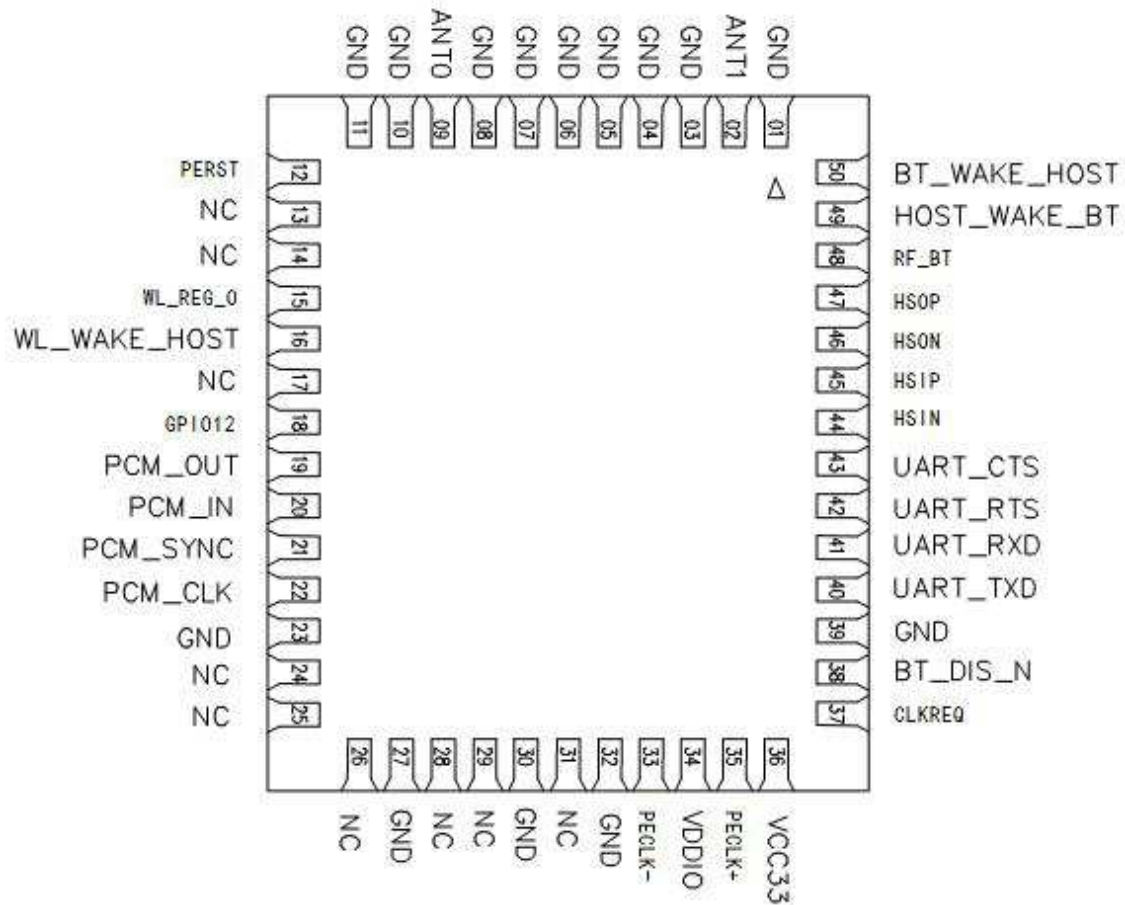 GND GND ANT0 GND GND GND GND GND GND ANT1 GND
11 10 09 08 07 06 05 04 03 02 01
PERST 12 50 BT_WAKE_HOST
NC 13 49 HOST_WAKE_BT
NC 14 48 RF_BT
WL_REG_O 15 47 HSOP
WL_WAKE_HOST 16 46 HSON
NC 17 45 HSIP
GPIO12 18 44 HSIN
PCM_OUT 19 43 UART_CTS
PCM_IN 20 42 UART_RTS
PCM_SYNC 21 41 UART_RXD
PCM_CLK 22 40 UART_TXD
GND 23 39 GND
NC 24 38 BT_DIS_N
NC 25 37 CLKREQ
26 27 28 29 30 31 32 33 34 35 36
NC GND NC NC GND NC GND PECLK- VDDIO PECLK+ VCC33